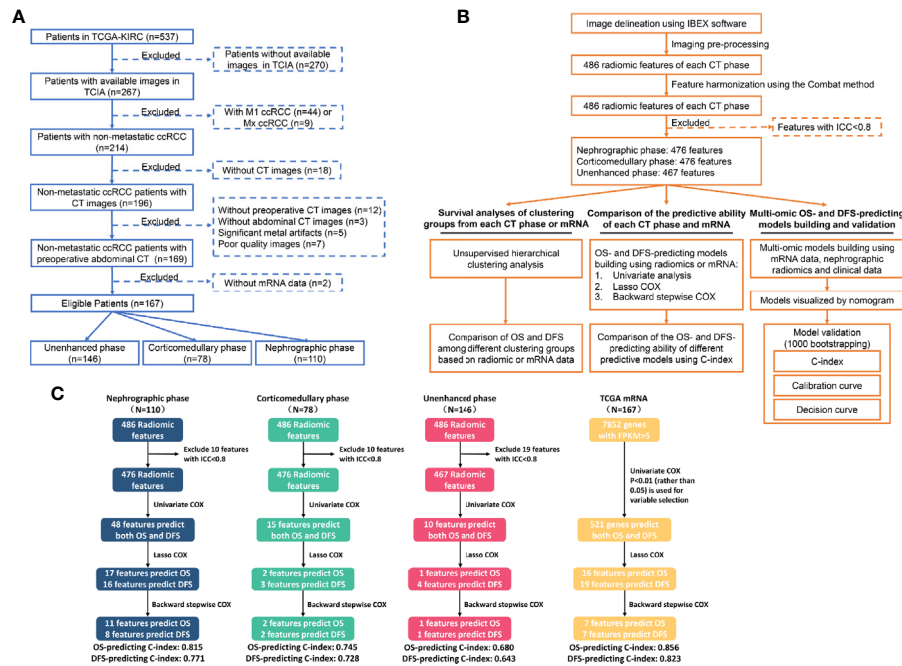 A
Patients in TCGA-KIRC (n=537)
Excluded
Patients without available
images in TCIA (n=270)
Patients with available images in
TCIA (n=267)
Excluded
With M1 ccRCC (n=44) or
Mx ccRCC (n=9)
Patients with non-metastatic ccRCC
(n=214)
Excluded
Without CT images (n=18)
Non-metastatic ccRCC patients with
CT images (n=196)
Excluded
Without preoperative CT images (n=12)
Without abdominal CT images (n=3)
Significant metal artifacts (n=5)
Poor quality images (n=7)
Non-metastatic ccRCC patients with
preoperative abdominal CT (n=169)
Excluded
Without mRNA data (n=2)
Eligible Patients (n=167)
Unenhanced phase
(n=146)
Corticomedullary phase
(n=78)
Nephrographic phase
(n=110)
B
Image delineation using IBEX software
Imaging pre-processing
486 radiomic features of each CT phase
Feature harmonization using the Combat method
486 radiomic features of each CT phase
Excluded
Features with ICC<0.8
Nephrographic phase: 476 features
Corticomedullary phase: 476 features
Unenhanced phase: 467 features
Survival analyses of clustering
groups from each CT phase or mRNA
Unsupervised hierarchical
clustering analysis
Comparison of OS and DFS
among different clustering groups
based on radiomic or mRNA data
Comparison of the predictive ability
of each CT phase and mRNA
OS- and DFS-predicting models
building using radiomics or mRNA:
1. Univariate analysis
2. Lasso COX
3. Backward stepwise COX
Comparison of the OS- and DFS-
predicting ability of different
predictive models using C-index
Multi-omic OS- and DFS-predicting
models building and validation
Multi-omic models building using
mRNA data, nephrographic
radiomics and clinical data
Models visualized by nomogram
Model validation
(1000 bootstrapping)
C-index
Calibration curve
Decision curve
C
Nephrographic phase
(N=110)
486 Radiomic
features
Exclude 10 features
with ICC<0.8
476 Radiomic
features
Univariate COX
48 features predict
both OS and DFS
Lasso COX
17 features predict OS
16 features predict DFS
Backward stepwise COX
11 features predict OS
8 features predict DFS
OS-predicting C-index: 0.815
DFS-predicting C-index: 0.771
Corticomedullary phase
(N=78)
486 Radiomic
features
Exclude 10 features
with ICC<0.8
476 Radiomic
features
Univariate COX
15 features predict
both OS and DFS
Lasso COX
2 features predict OS
3 features predict DFS
Backward stepwise COX
2 features predict OS
2 features predict DFS
OS-predicting C-index: 0.745
DFS-predicting C-index: 0.728
Unenhanced phase
(N=146)
486 Radiomic
features
Exclude 19 features
with ICC<0.8
467 Radiomic
features
Univariate COX
10 features predict
both OS and DFS
Lasso COX
1 features predict OS
4 features predict DFS
Backward stepwise COX
1 features predict OS
1 features predict DFS
OS-predicting C-index: 0.680
DFS-predicting C-index: 0.643
TCGA mRNA
(N=167)
7852 genes
with FPKM>5
Univariate COX
P<0.01 (rather than
0.05) is used for
variable selection
521 genes predict
both OS and DFS
Lasso COX
16 features predict OS
19 features predict DFS
Backward stepwise COX
7 features predict OS
7 features predict DFS
OS-predicting C-index: 0.856
DFS-predicting C-index: 0.823